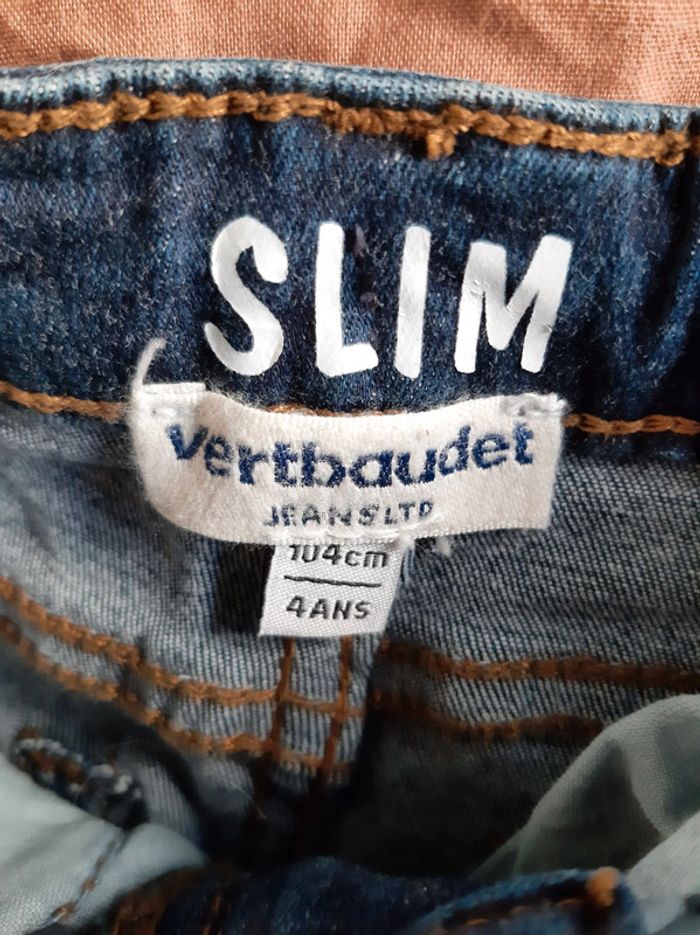 SLIM
vertbaudet
JEANS'LTD
104cm
4ANS